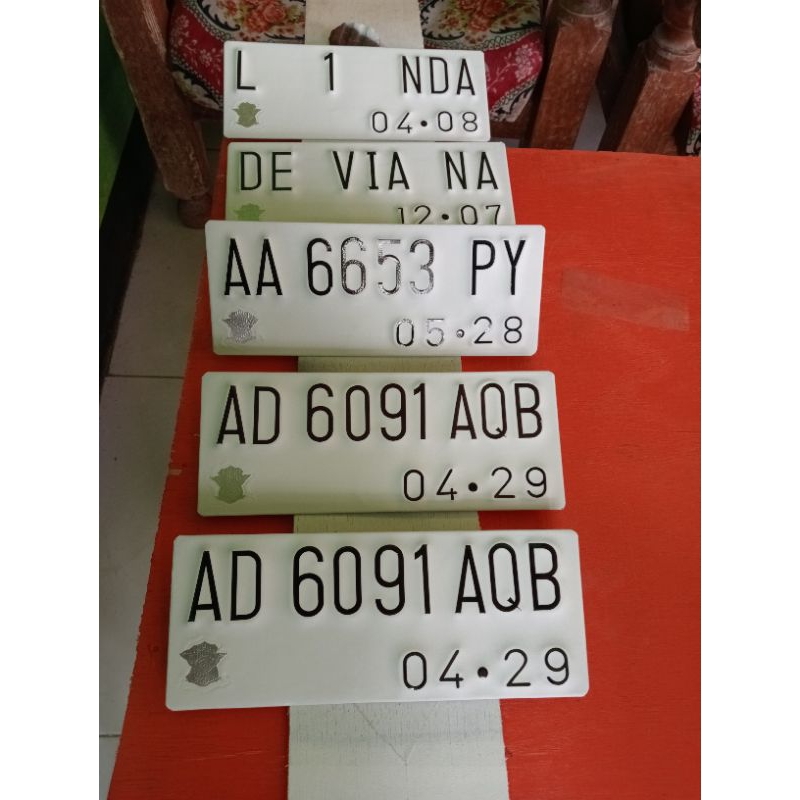 L 1 NDA
04•08
DE VIA NA
12•07
AA 6653 PY
05•28
AD 6091 AQB
04•29
AD 6091 AQB
04•29